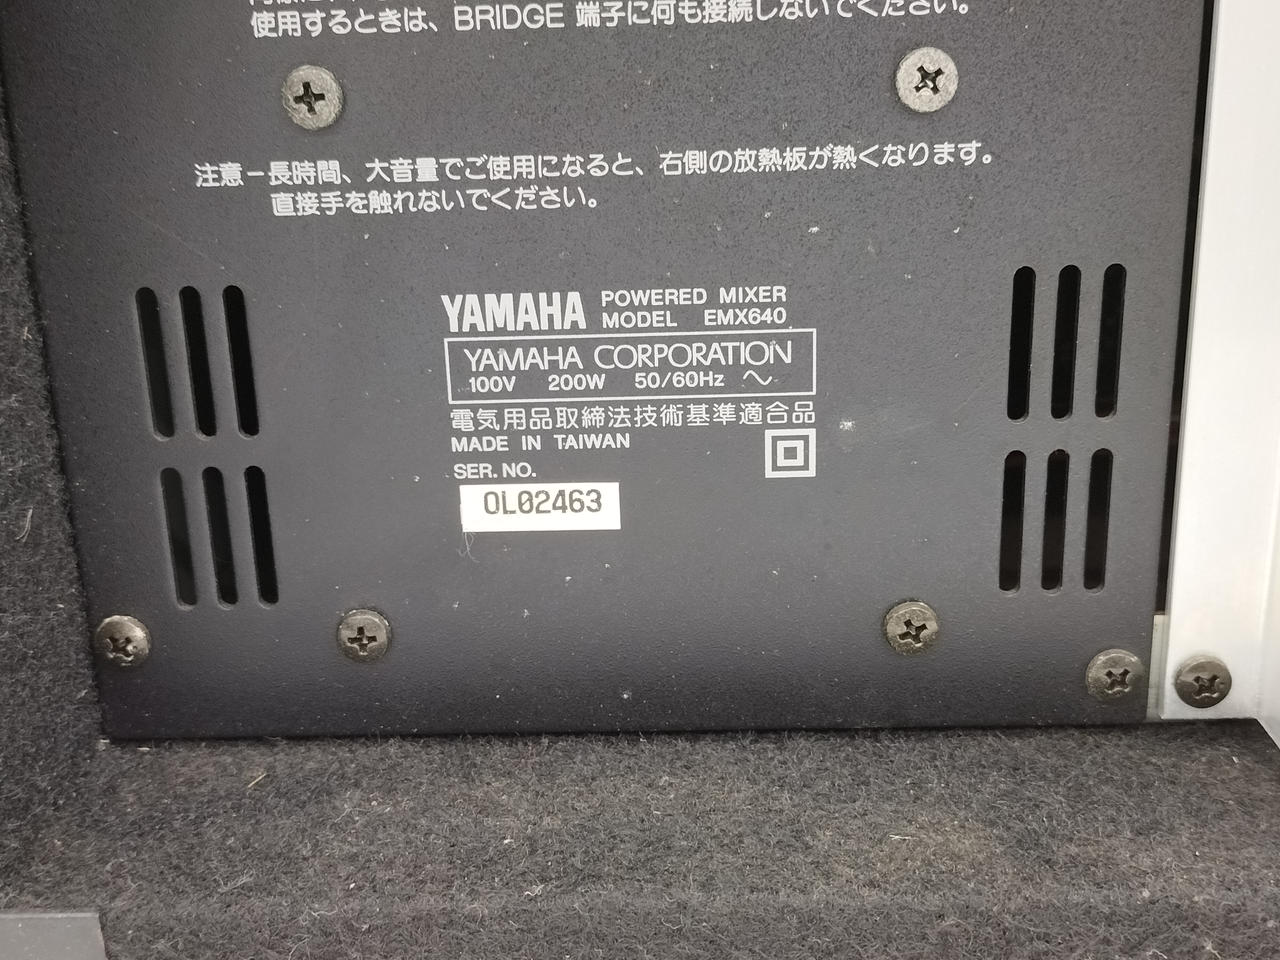 使用するときは、BRIDGE 端子に何も接続しないでください。
注意－長時間、大音量でご使用になると、右側の放熱板が熱くなります。
直接手を触れないでください。
YAMAHA POWERED MIXER
MODEL EMX640
YAMAHA CORPORATION
100V 200W 50/60Hz ～
電気用品取締法技術基準適合品
MADE IN TAIWAN
SER. NO.
OL02463